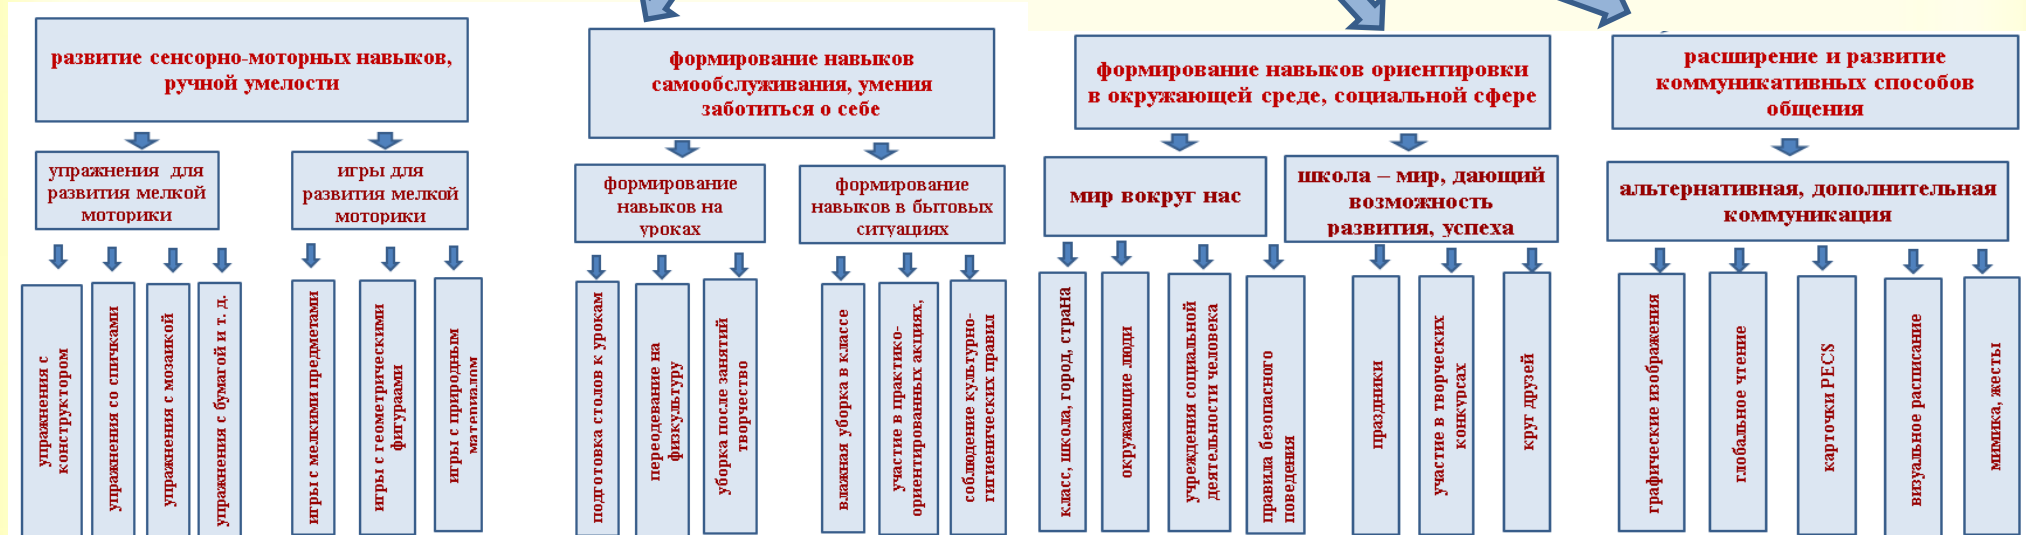 развитие сенсорно-моторных навыков,
ручной умелости
упражнения для
развития мелкой
моторики
упражнения с
конструктором
упражнения со спичками
упражнения с мозаикой
упражнения с бумагой и т. д.
игры для
развития мелкой
моторики
игры с мелкими предметами
игры с геометрическими
фигураами
игры с природным
материалом
формирование навыков
самообслуживания, умения
заботиться о себе
формирование
навыков на
уроках
подготовка столов к урокам
переодевание на
физкультуру
уборка после занятий
творчество
формирование
навыков в бытовых
ситуациях
влажная уборка в классе
участие в практико-
ориентированных акциях,
соблюдение культурно-
гигиенических правил
формирование навыков ориентировки
в окружающей среде, социальной сфере
мир вокруг нас
класс, школа, город, страна
окружающие люди
учреждения социальной
деятельности человека
правила безопасного
поведения
школа – мир, дающий
возможность
развития, успеха
праздники
участие в творческих
конкурсах
круг друзей
расширение и развитие
коммуникативных способов
общения
альтернативная, дополнительная
коммуникация
графические изображения
глобальное чтение
карточки PECS
визуальное расписание
мимика, жесты